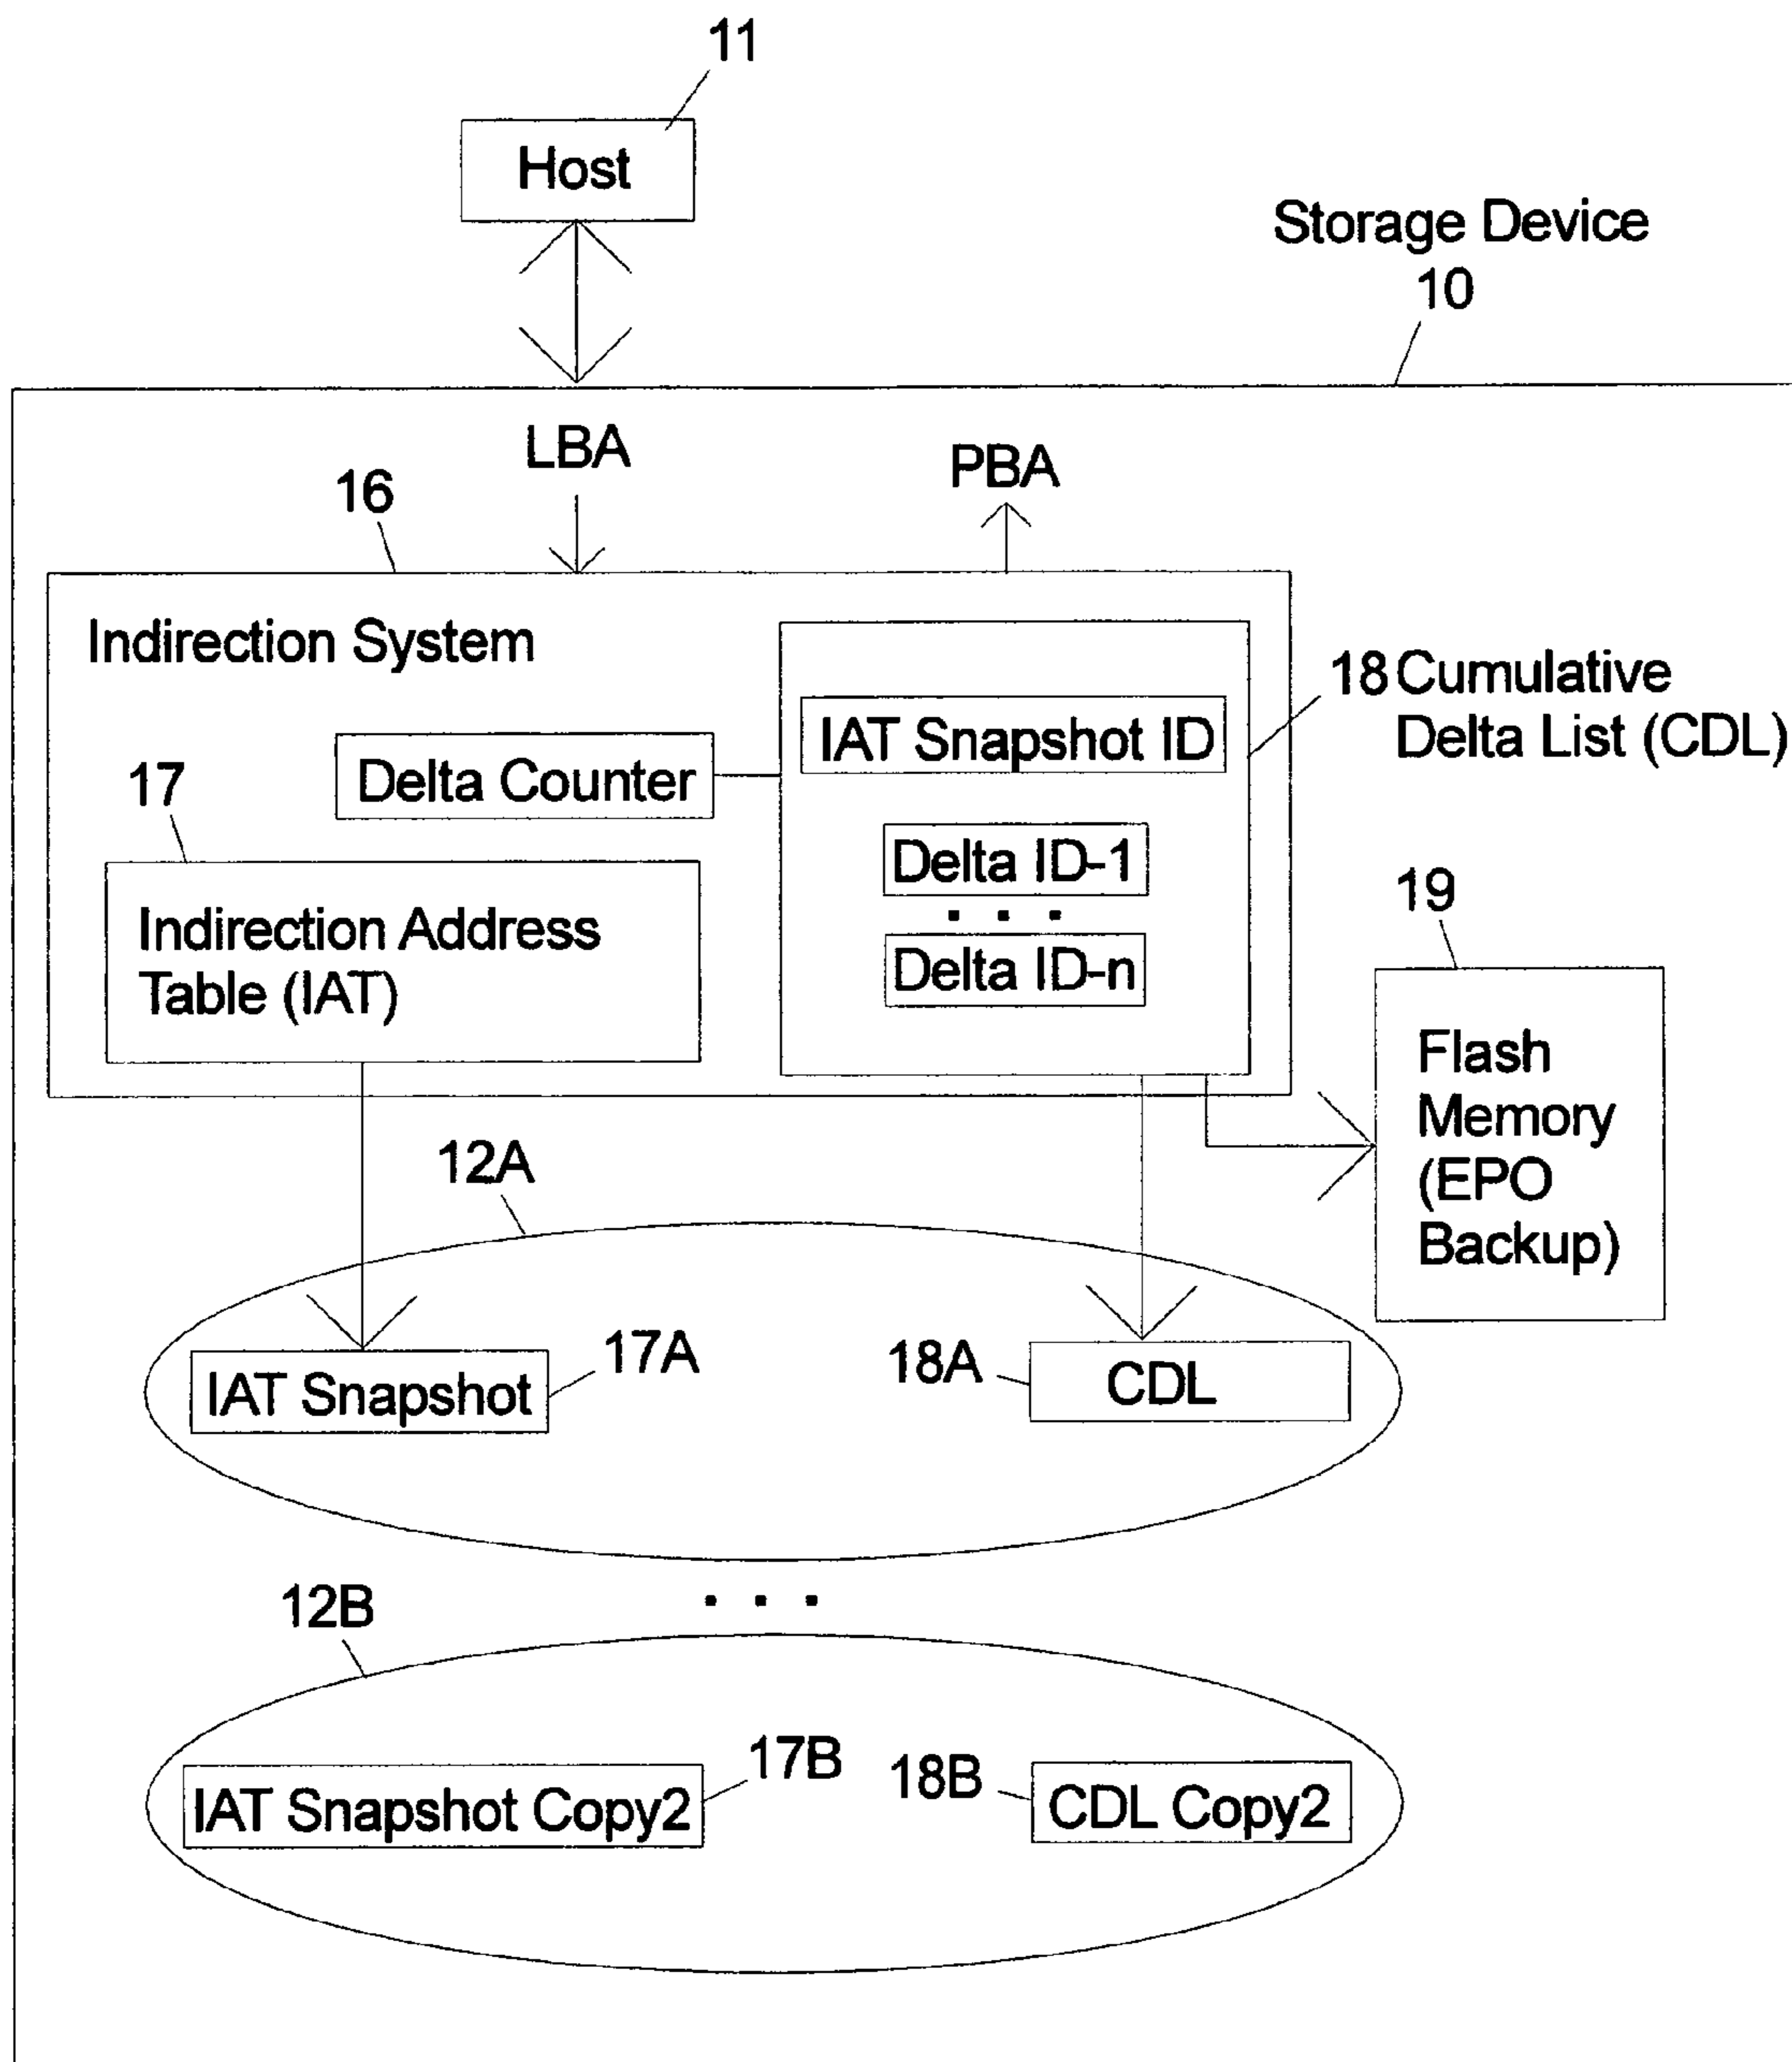 11
Host
Storage Device
10
LBA
PBA
16
Indirection System
18 Cumulative
Delta List (CDL)
IAT Snapshot ID
Delta Counter
17
Delta ID-1
. . .
Delta ID-n
Indirection Address
Table (IAT)
19
Flash
Memory
(EPO
Backup)
12A
IAT Snapshot
17A
18A
CDL
. . .
12B
17B
IAT Snapshot Copy2
18B
CDL Copy2